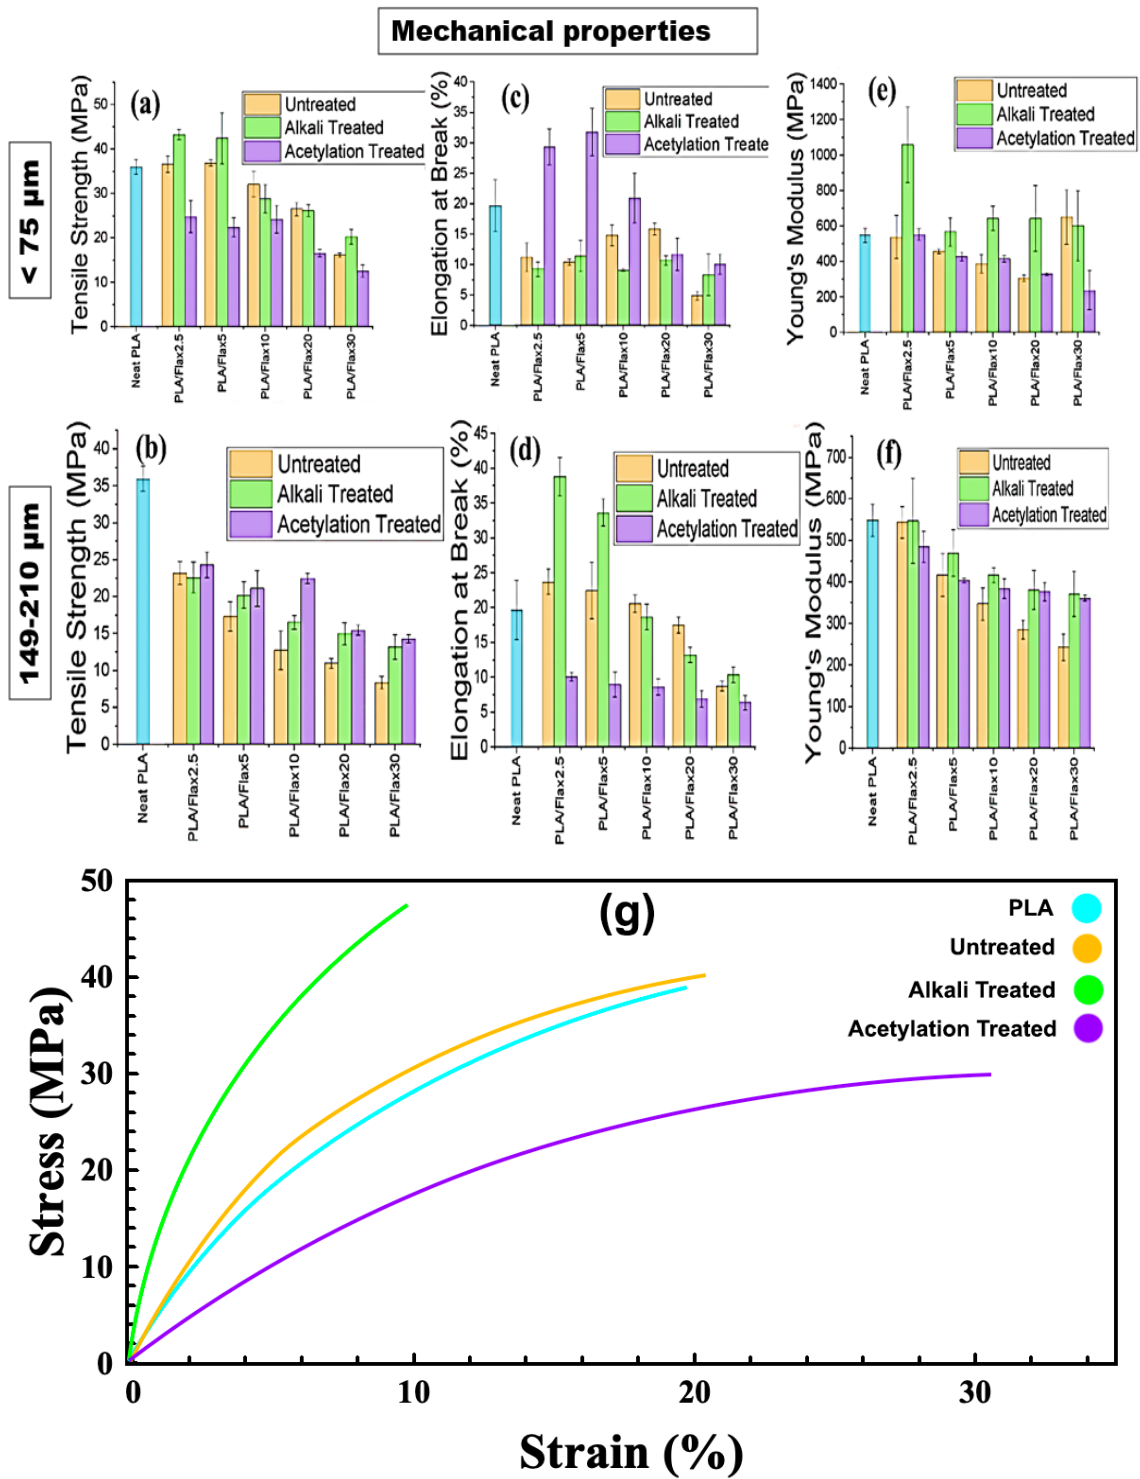 Mechanical properties
< 75 µm
(a)
Tensile Strength (MPa)
50
40
30
20
10
0
Untreated
Alkali Treated
Acetylation Treated
Neat PLA
PLA/Flax2.5
PLA/Flax5
PLA/Flax10
PLA/Flax20
PLA/Flax30
(c)
Elongation at Break (%)
40
35
30
25
20
15
10
5
0
Untreated
Alkali Treated
Acetylation Treated
Neat PLA
PLA/Flax2.5
PLA/Flax5
PLA/Flax10
PLA/Flax20
PLA/Flax30
(e)
Young's Modulus (MPa)
1400
1200
1000
800
600
400
200
0
Untreated
Alkali Treated
Acetylation Treated
Neat PLA
PLA/Flax2.5
PLA/Flax5
PLA/Flax10
PLA/Flax20
PLA/Flax30
149-210 µm
(b)
Tensile Strength (MPa)
40
35
30
25
20
15
10
5
0
Untreated
Alkali Treated
Acetylation Treated
Neat PLA
PLA/Flax2.5
PLA/Flax5
PLA/Flax10
PLA/Flax20
PLA/Flax30
(d)
Elongation at Break (%)
45
40
35
30
25
20
15
10
5
0
Untreated
Alkali Treated
Acetylation Treated
Neat PLA
PLA/Flax2.5
PLA/Flax5
PLA/Flax10
PLA/Flax20
PLA/Flax30
(f)
Young's Modulus (MPa)
700
600
500
400
300
200
100
0
Untreated
Alkali Treated
Acetylation Treated
Neat PLA
PLA/Flax2.5
PLA/Flax5
PLA/Flax10
PLA/Flax20
PLA/Flax30
(g)
Stress (MPa)
50
40
30
20
10
0
PLA
Untreated
Alkali Treated
Acetylation Treated
0
10
20
30
Strain (%)